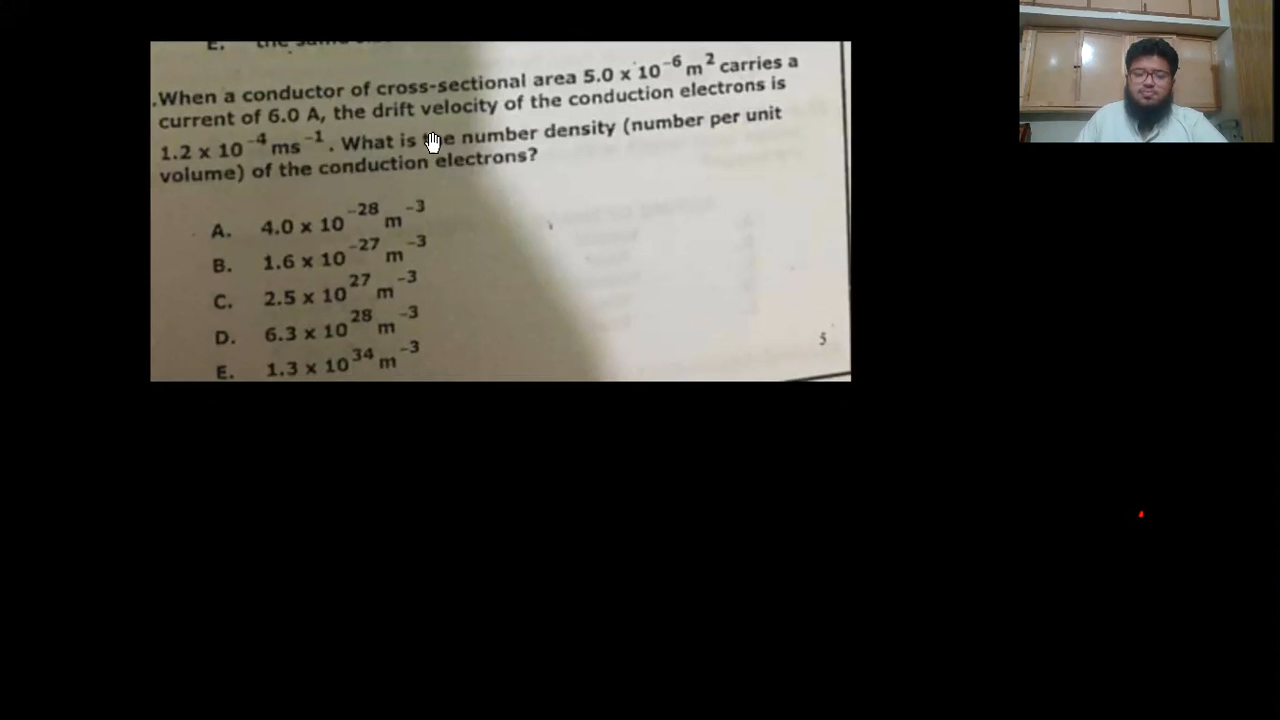 E.
.When a conductor of cross-sectional area 5.0 x 10⁻⁶ m² carries a
current of 6.0 A, the drift velocity of the conduction electrons is
1.2 x 10⁻⁴ ms⁻¹. What is the number density (number per unit
volume) of the conduction electrons?
A. 4.0 x 10⁻²⁸ m⁻³
B. 1.6 x 10⁻²⁷ m⁻³
C. 2.5 x 10²⁷ m⁻³
D. 6.3 x 10²⁸ m⁻³
E. 1.3 x 10³⁴ m⁻³
5